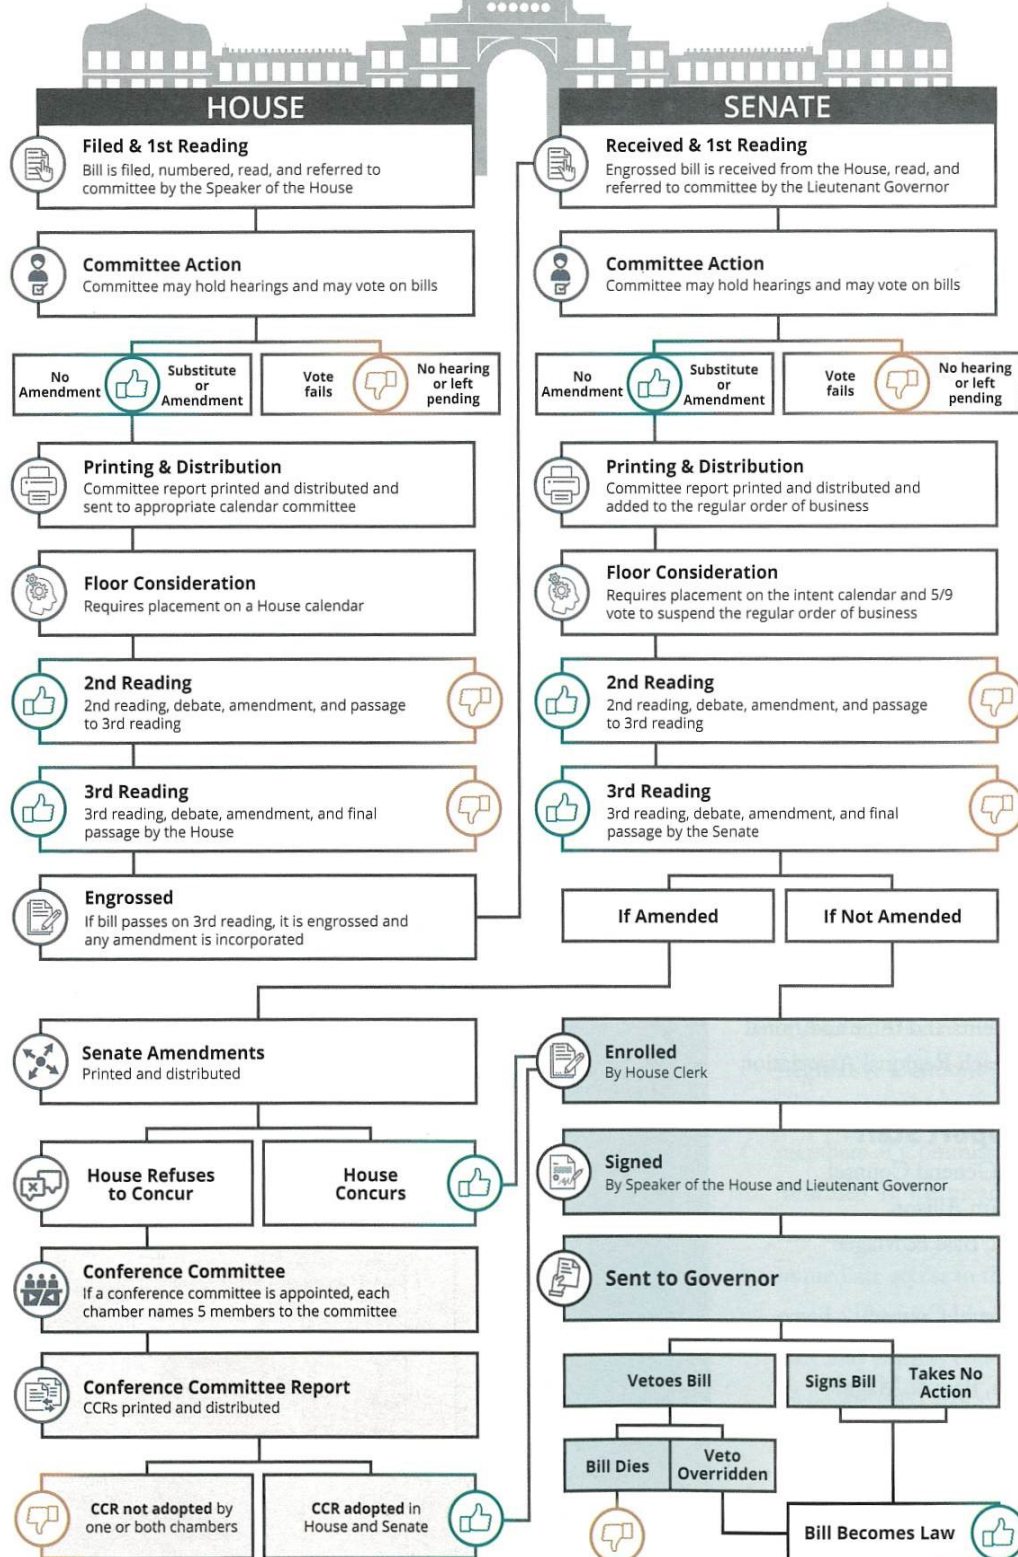 HOUSE
Filed & 1st Reading
Bill is filed, numbered, read, and referred to
committee by the Speaker of the House
Committee Action
Committee may hold hearings and may vote on bills
No
Amendment
Substitute
or
Amendment
Vote
fails
No hearing
or left
pending
Printing & Distribution
Committee report printed and distributed and
sent to appropriate calendar committee
Floor Consideration
Requires placement on a House calendar
2nd Reading
2nd reading, debate, amendment, and passage
to 3rd reading
3rd Reading
3rd reading, debate, amendment, and final
passage by the House
Engrossed
If bill passes on 3rd reading, it is engrossed and
any amendment is incorporated
SENATE
Received & 1st Reading
Engrossed bill is received from the House, read, and
referred to committee by the Lieutenant Governor
Committee Action
Committee may hold hearings and may vote on bills
No
Amendment
Substitute
or
Amendment
Vote
fails
No hearing
or left
pending
Printing & Distribution
Committee report printed and distributed and
added to the regular order of business
Floor Consideration
Requires placement on the intent calendar and 5/9
vote to suspend the regular order of business
2nd Reading
2nd reading, debate, amendment, and passage
to 3rd reading
3rd Reading
3rd reading, debate, amendment, and final
passage by the Senate
If Amended
If Not Amended
Senate Amendments
Printed and distributed
House Refuses
to Concur
House
Concurs
Conference Committee
If a conference committee is appointed, each
chamber names 5 members to the committee
Conference Committee Report
CCRs printed and distributed
CCR not adopted by
one or both chambers
CCR adopted in
House and Senate
Enrolled
By House Clerk
Signed
By Speaker of the House and Lieutenant Governor
Sent to Governor
Vetoes Bill
Signs Bill
Takes No
Action
Bill Dies
Veto
Overridden
Bill Becomes Law